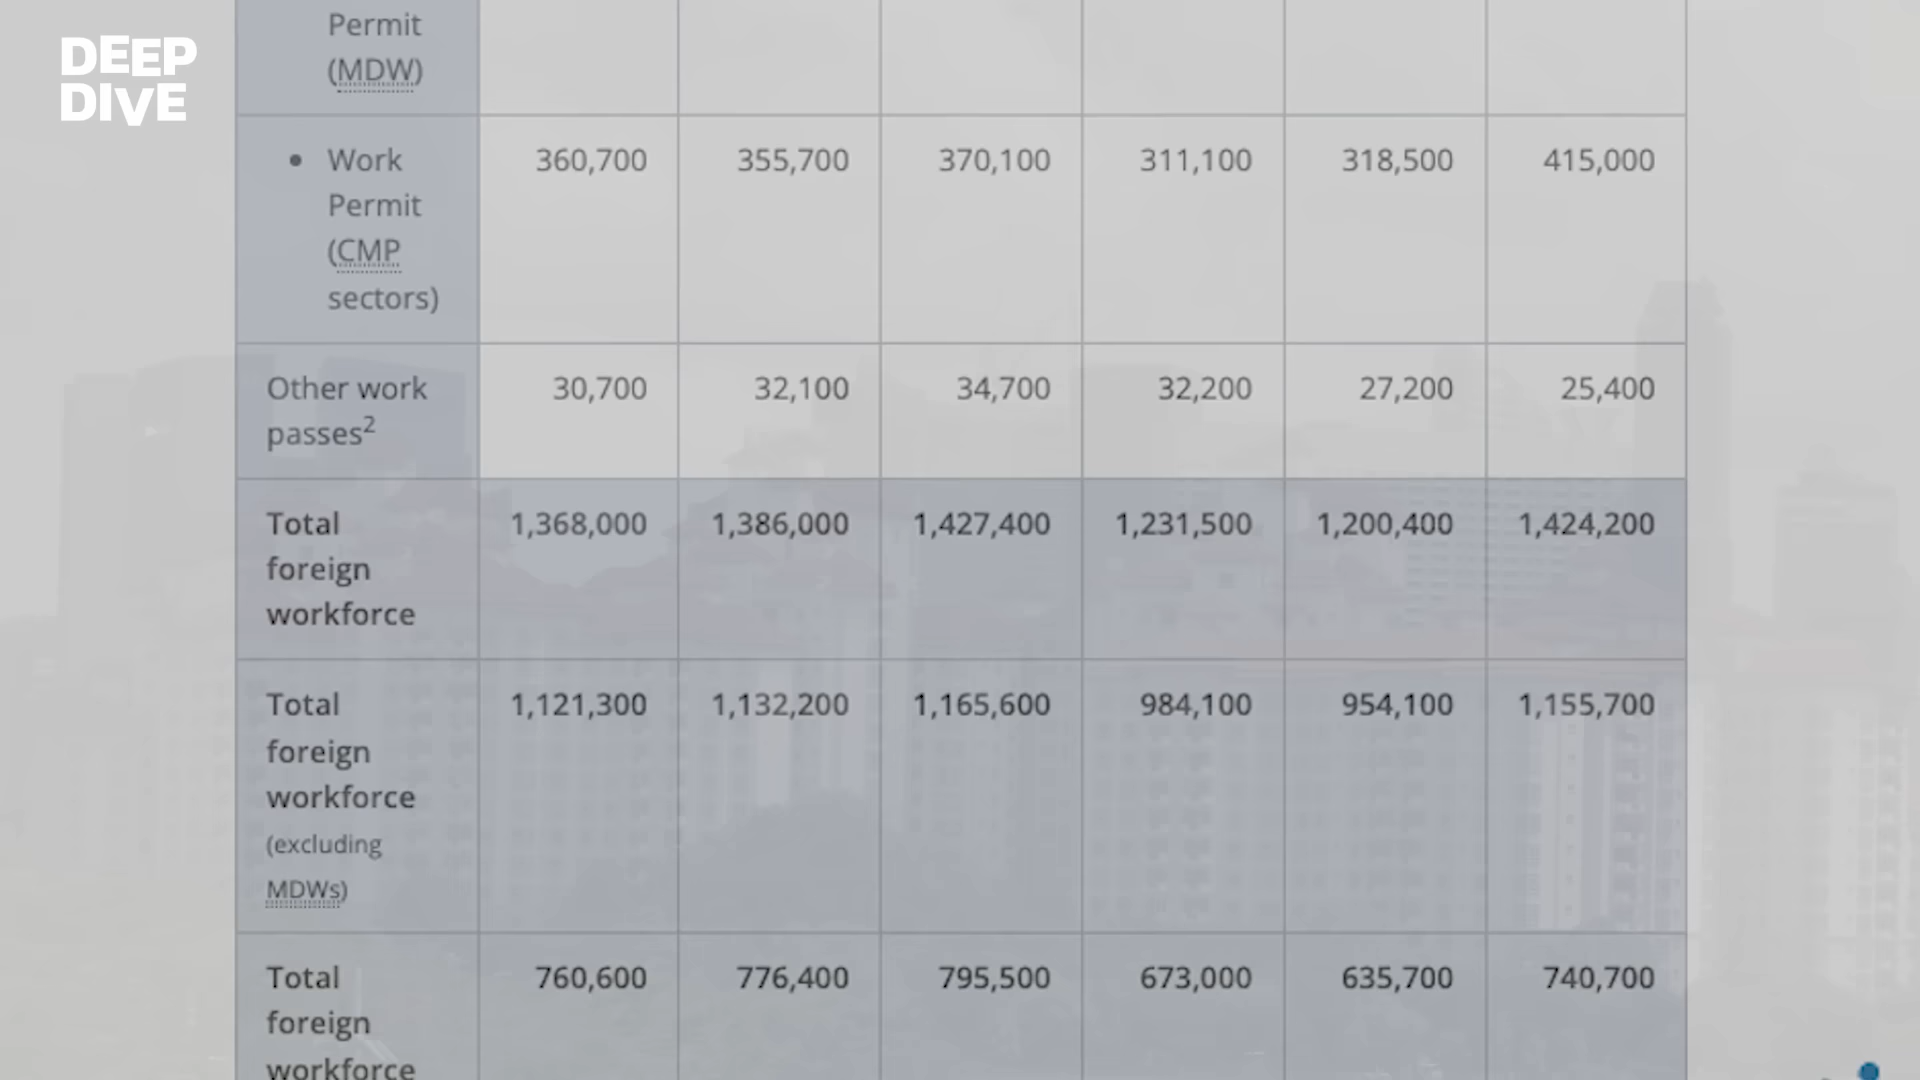 DEEP
DIVE
Permit
(MDW)
• Work 360,700 355,700 370,100 311,100 318,500 415,000
Permit
(CMP
sectors)
Other work 30,700 32,100 34,700 32,200 27,200 25,400
passes²
Total 1,368,000 1,386,000 1,427,400 1,231,500 1,200,400 1,424,200
foreign
workforce
Total 1,121,300 1,132,200 1,165,600 984,100 954,100 1,155,700
foreign
workforce
(excluding
MDWs)
Total 760,600 776,400 795,500 673,000 635,700 740,700
foreign
workforce